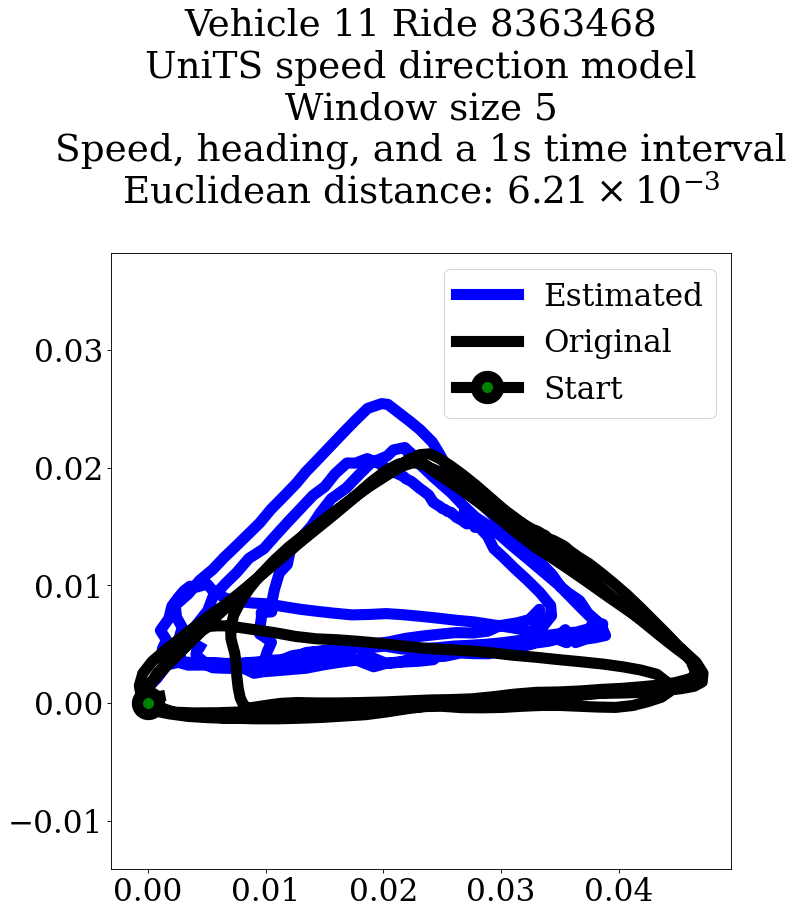 Vehicle 11 Ride 8363468
UniTS speed direction model
Window size 5
Speed, heading, and a 1s time interval
Euclidean distance: 6.21 × 10⁻³
Estimated
Original
Start
0.03
0.02
0.01
0.00
−0.01
0.00 0.01 0.02 0.03 0.04